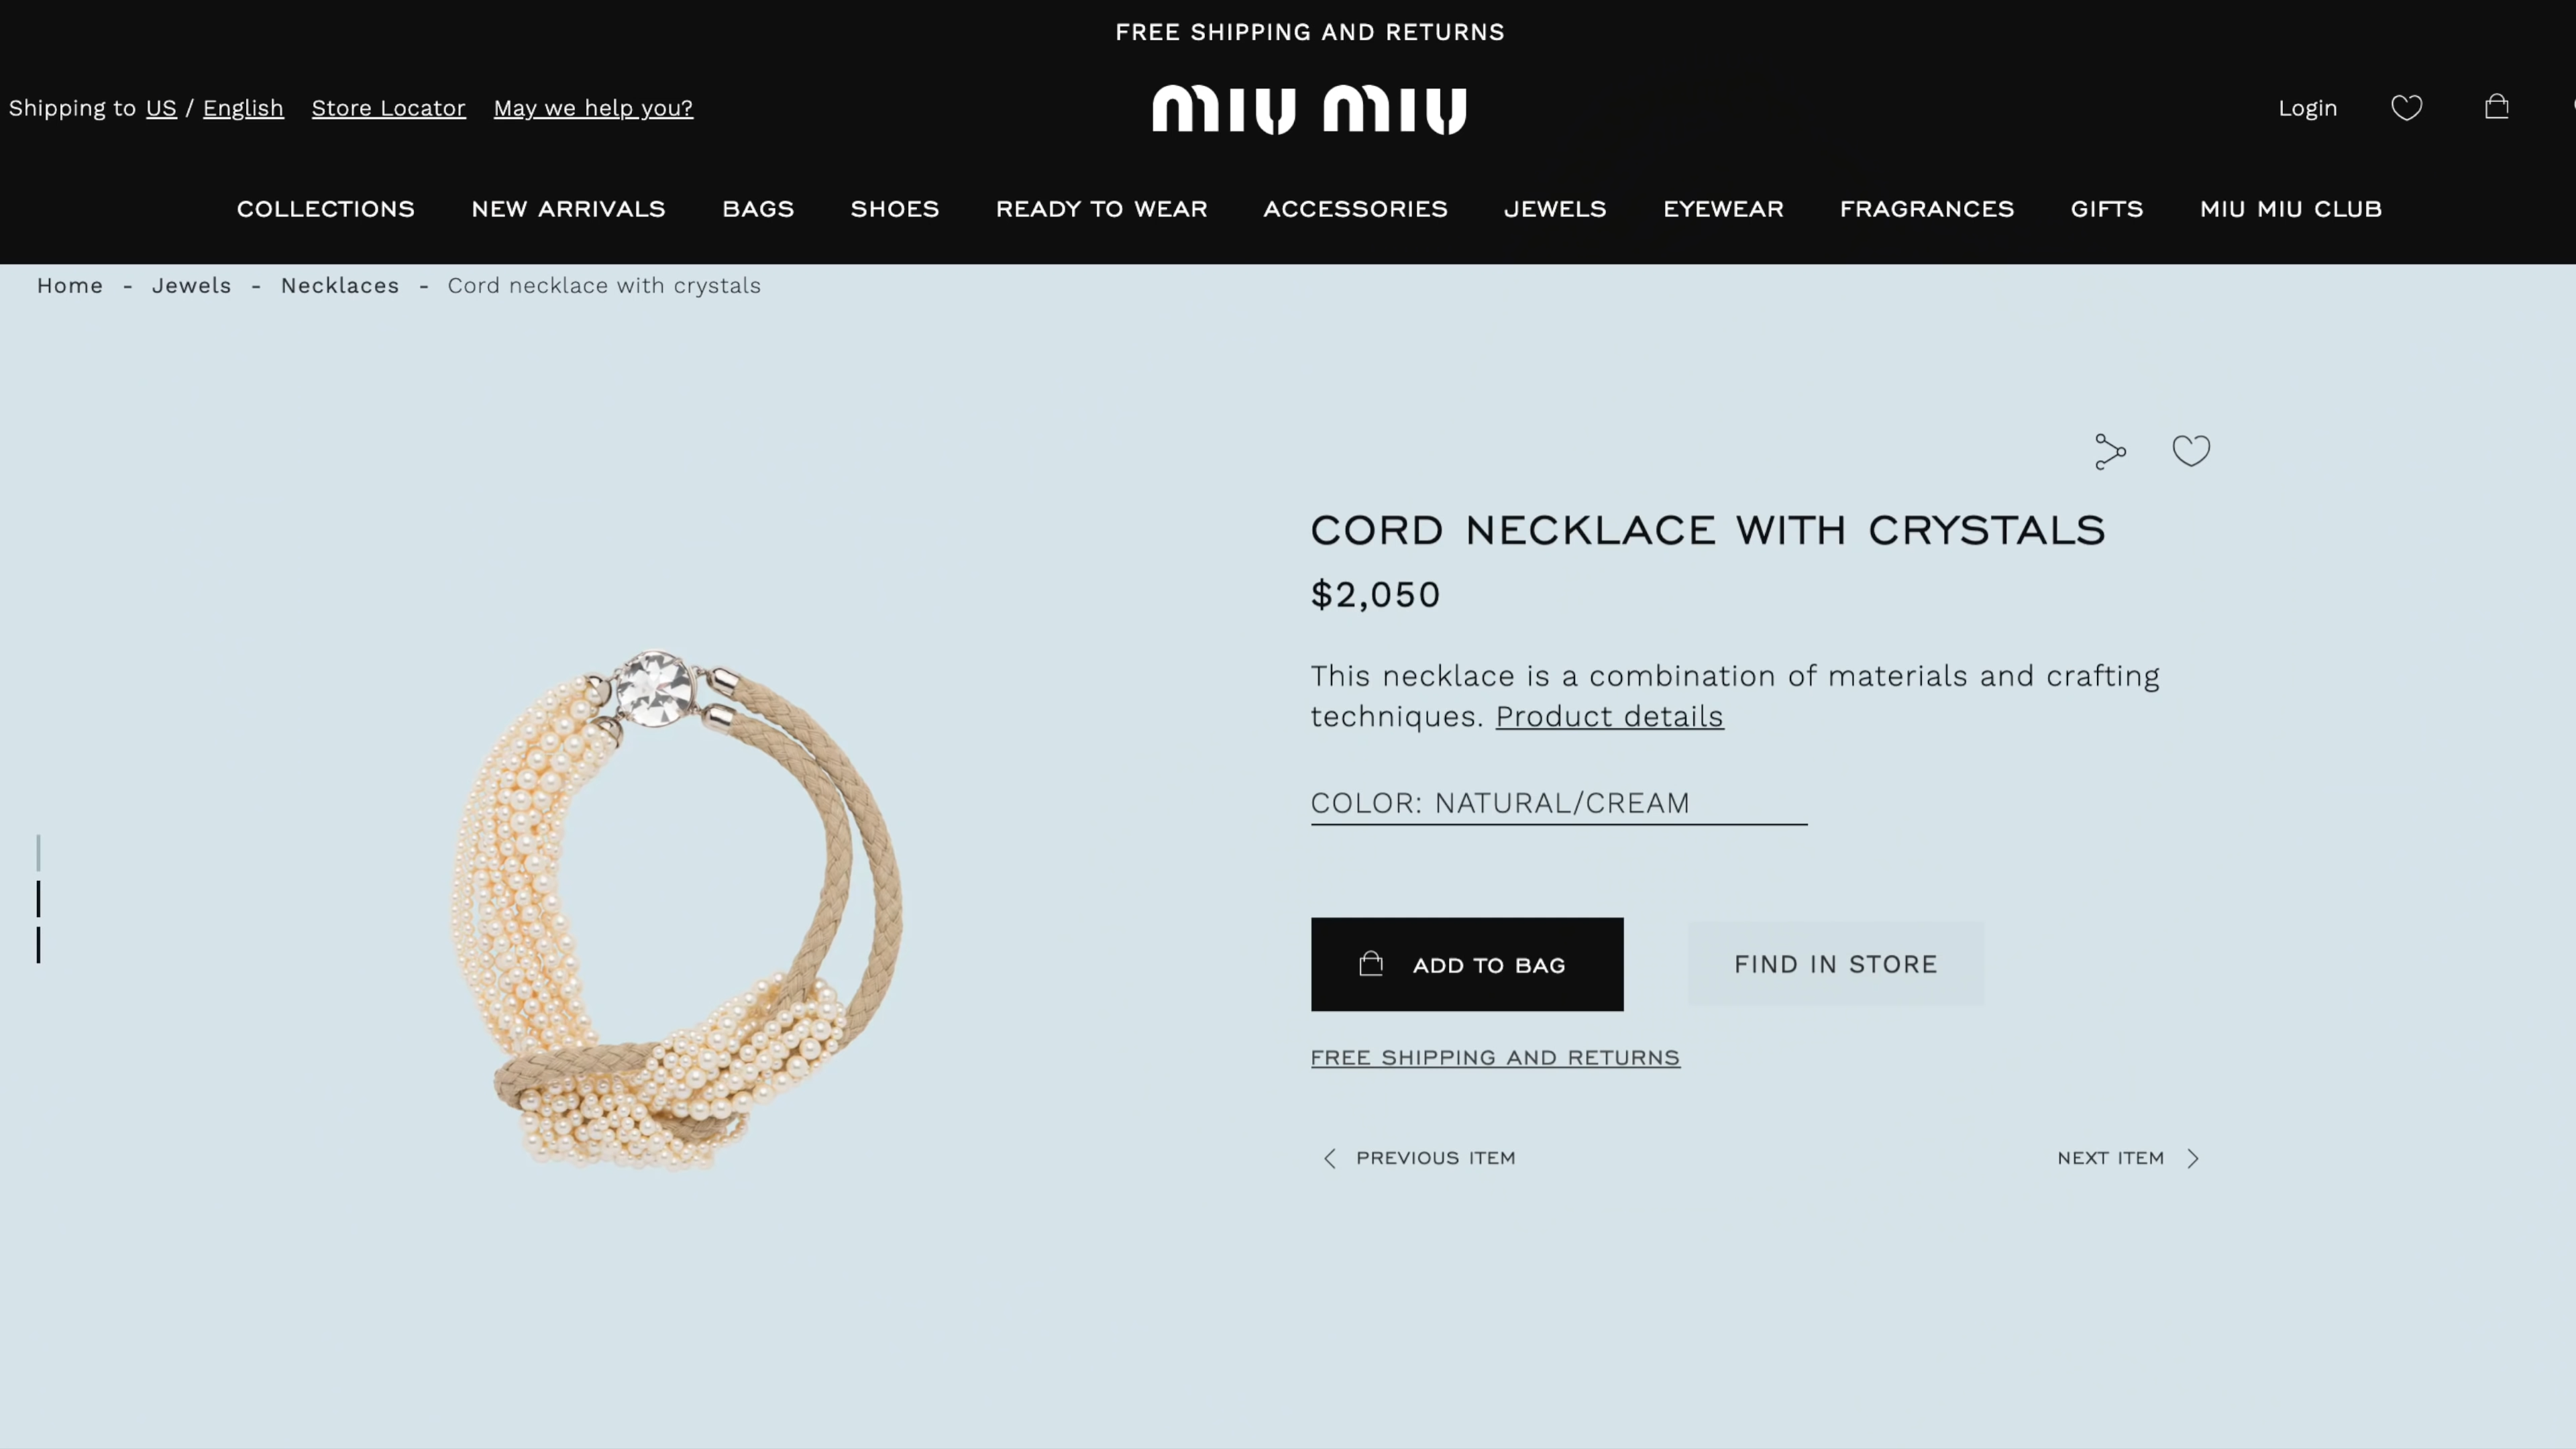 FREE SHIPPING AND RETURNS
Shipping to US / English Store Locator May we help you?
miu miu
Login
COLLECTIONS NEW ARRIVALS BAGS SHOES READY TO WEAR ACCESSORIES JEWELS EYEWEAR FRAGRANCES GIFTS MIU MIU CLUB
Home - Jewels - Necklaces - Cord necklace with crystals
CORD NECKLACE WITH CRYSTALS
$2,050
This necklace is a combination of materials and crafting
techniques. Product details
COLOR: NATURAL/CREAM
ADD TO BAG
FIND IN STORE
FREE SHIPPING AND RETURNS
PREVIOUS ITEM
NEXT ITEM